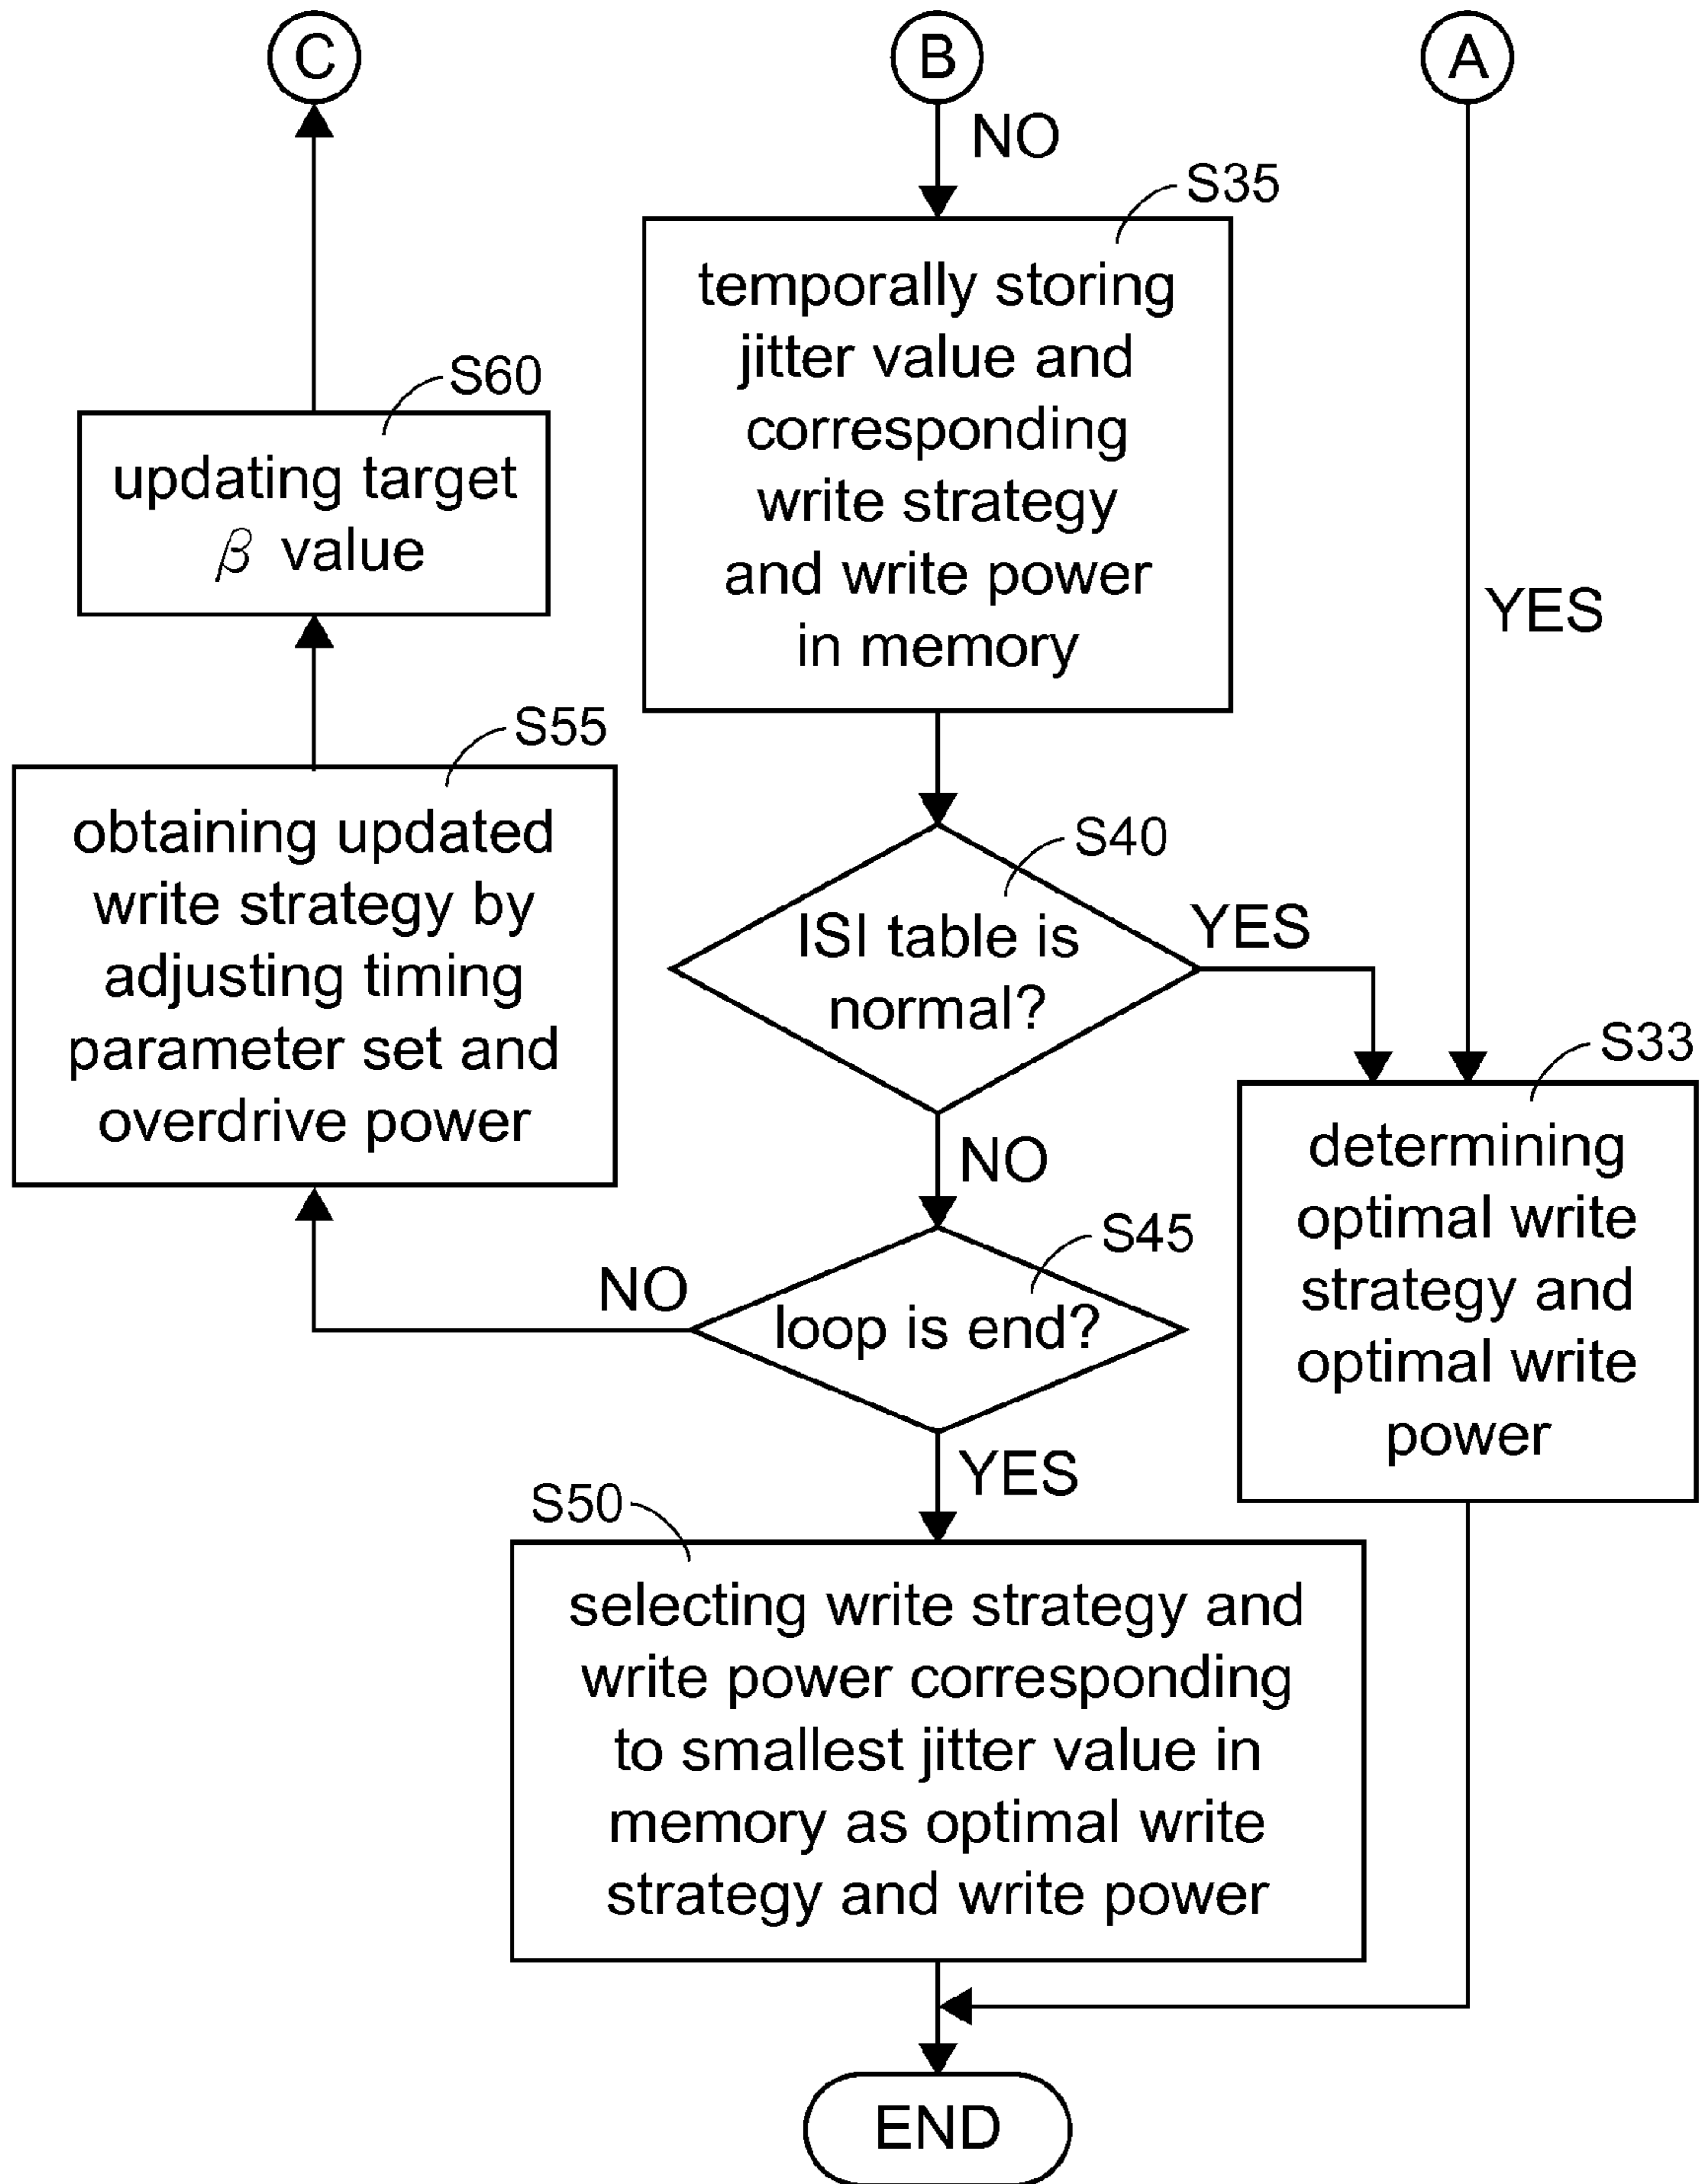 C
B
A
NO
S35
temporally storing
jitter value and
corresponding
write strategy
and write power
in memory
YES
S60
updating target
β value
S55
obtaining updated
write strategy by
adjusting timing
parameter set and
overdrive power
S40
ISI table is
normal?
YES
NO
S33
determining
optimal write
strategy and
optimal write
power
S45
loop is end?
NO
YES
S50
selecting write strategy and
write power corresponding
to smallest jitter value in
memory as optimal write
strategy and write power
END